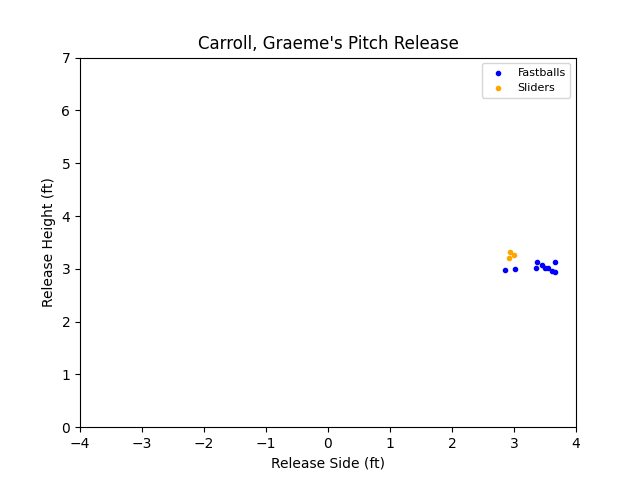 Carroll, Graeme's Pitch Release
Fastballs
Sliders
7
6
5
4
3
2
1
0
Release Height (ft)
−4 −3 −2 −1 0 1 2 3 4
Release Side (ft)